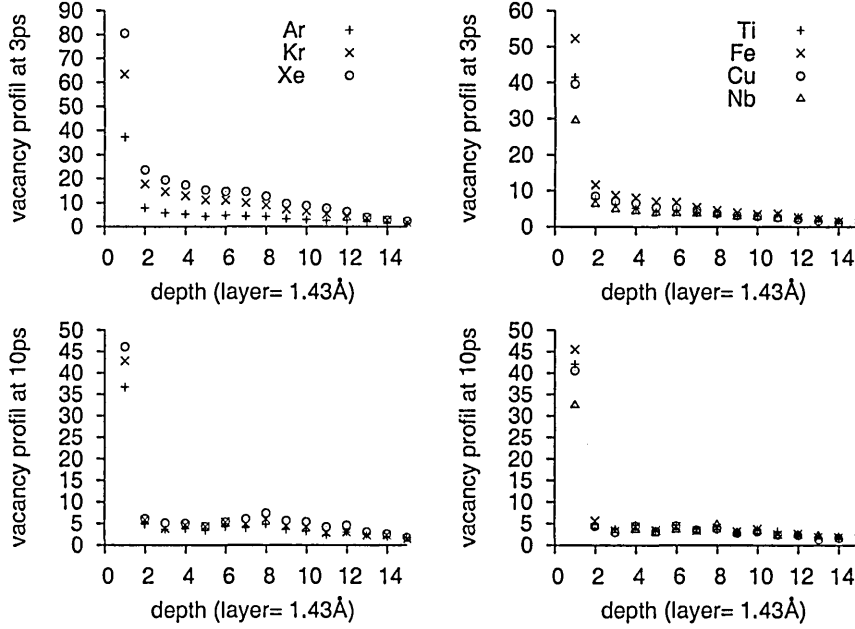 vacancy profil at 3ps
90
80
70
60
50
40
30
20
10
0
Ar +
Kr ×
Xe ○
0 2 4 6 8 10 12 14
depth (layer= 1.43Å)
vacancy profil at 3ps
60
50
40
30
20
10
0
Ti +
Fe ×
Cu ○
Nb △
0 2 4 6 8 10 12 14
depth (layer= 1.43Å)
vacancy profil at 10ps
50
45
40
35
30
25
20
15
10
5
0
0 2 4 6 8 10 12 14
depth (layer= 1.43Å)
vacancy profil at 10ps
50
45
40
35
30
25
20
15
10
5
0
0 2 4 6 8 10 12 14
depth (layer= 1.43Å)